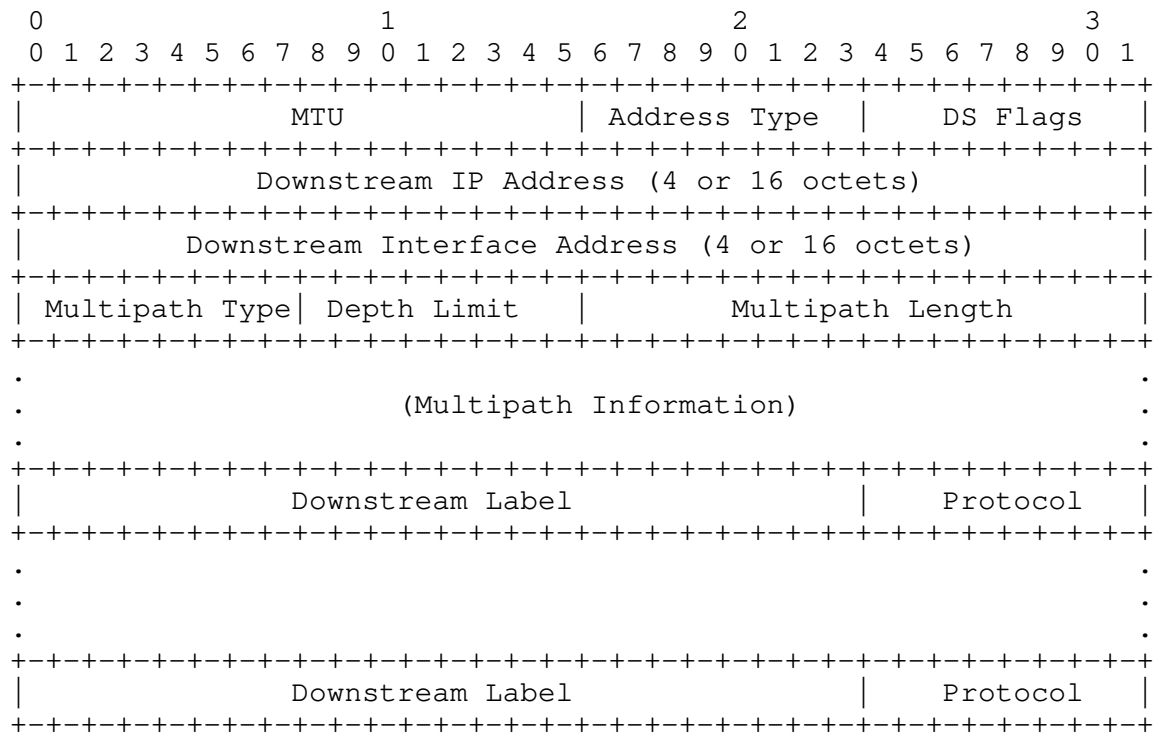 0                   1                   2                   3
 0 1 2 3 4 5 6 7 8 9 0 1 2 3 4 5 6 7 8 9 0 1 2 3 4 5 6 7 8 9 0 1
+-+-+-+-+-+-+-+-+-+-+-+-+-+-+-+-+-+-+-+-+-+-+-+-+-+-+-+-+-+-+-+-+
|               MTU             | Address Type  |    DS Flags   |
+-+-+-+-+-+-+-+-+-+-+-+-+-+-+-+-+-+-+-+-+-+-+-+-+-+-+-+-+-+-+-+-+
|             Downstream IP Address (4 or 16 octets)            |
+-+-+-+-+-+-+-+-+-+-+-+-+-+-+-+-+-+-+-+-+-+-+-+-+-+-+-+-+-+-+-+-+
|         Downstream Interface Address (4 or 16 octets)         |
+-+-+-+-+-+-+-+-+-+-+-+-+-+-+-+-+-+-+-+-+-+-+-+-+-+-+-+-+-+-+-+-+
| Multipath Type| Depth Limit   |        Multipath Length       |
+-+-+-+-+-+-+-+-+-+-+-+-+-+-+-+-+-+-+-+-+-+-+-+-+-+-+-+-+-+-+-+-+
.                                                               .
.                     (Multipath Information)                   .
.                                                               .
+-+-+-+-+-+-+-+-+-+-+-+-+-+-+-+-+-+-+-+-+-+-+-+-+-+-+-+-+-+-+-+-+
|               Downstream Label                |    Protocol   |
+-+-+-+-+-+-+-+-+-+-+-+-+-+-+-+-+-+-+-+-+-+-+-+-+-+-+-+-+-+-+-+-+
.                                                               .
.                                                               .
.                                                               .
+-+-+-+-+-+-+-+-+-+-+-+-+-+-+-+-+-+-+-+-+-+-+-+-+-+-+-+-+-+-+-+-+
|               Downstream Label                |    Protocol   |
+-+-+-+-+-+-+-+-+-+-+-+-+-+-+-+-+-+-+-+-+-+-+-+-+-+-+-+-+-+-+-+-+